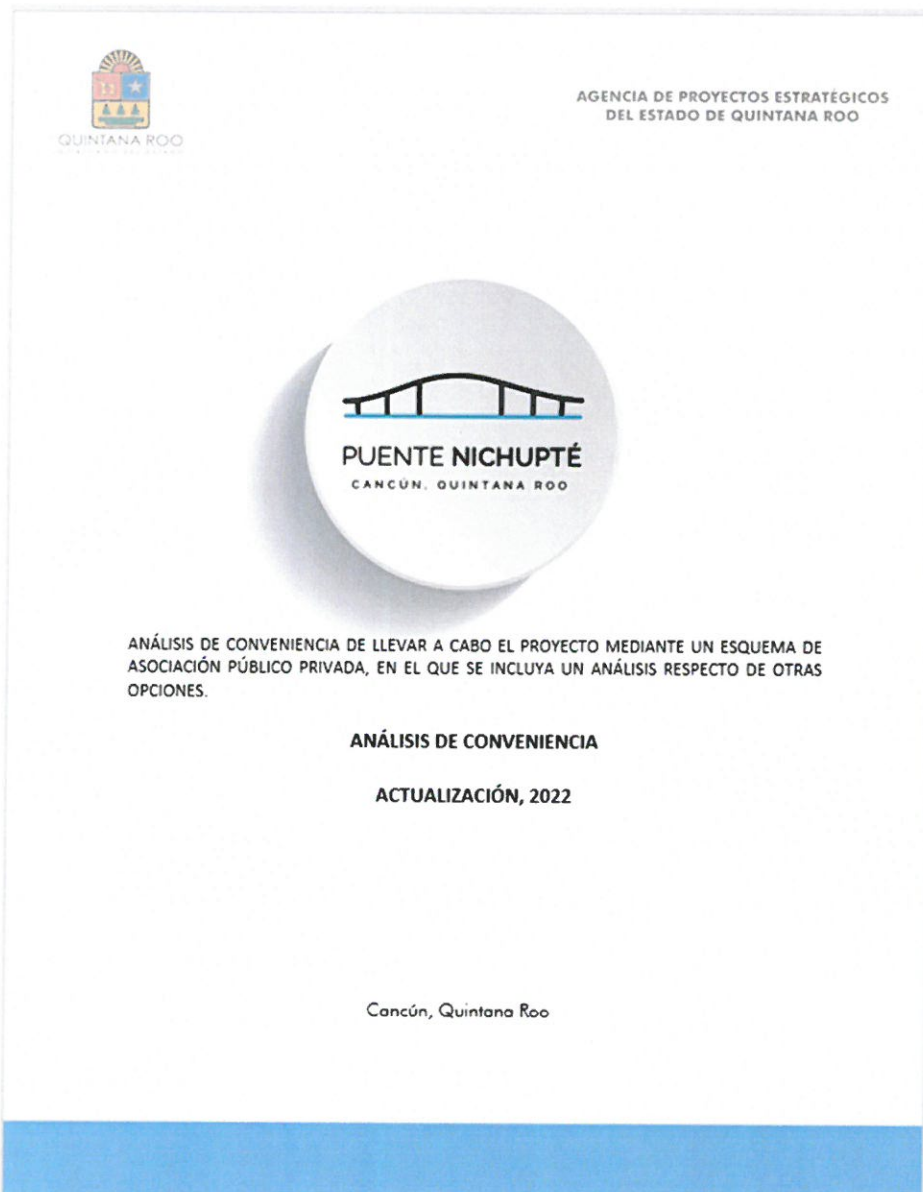 AGENCIA DE PROYECTOS ESTRATÉGICOS
DEL ESTADO DE QUINTANA ROO
QUINTANA ROO
PUENTE NICHUPTÉ
CANCÚN, QUINTANA ROO
ANÁLISIS DE CONVENIENCIA DE LLEVAR A CABO EL PROYECTO MEDIANTE UN ESQUEMA DE
ASOCIACIÓN PÚBLICO PRIVADA, EN EL QUE SE INCLUYA UN ANÁLISIS RESPECTO DE OTRAS
OPCIONES.
ANÁLISIS DE CONVENIENCIA
ACTUALIZACIÓN, 2022
Cancún, Quintana Roo